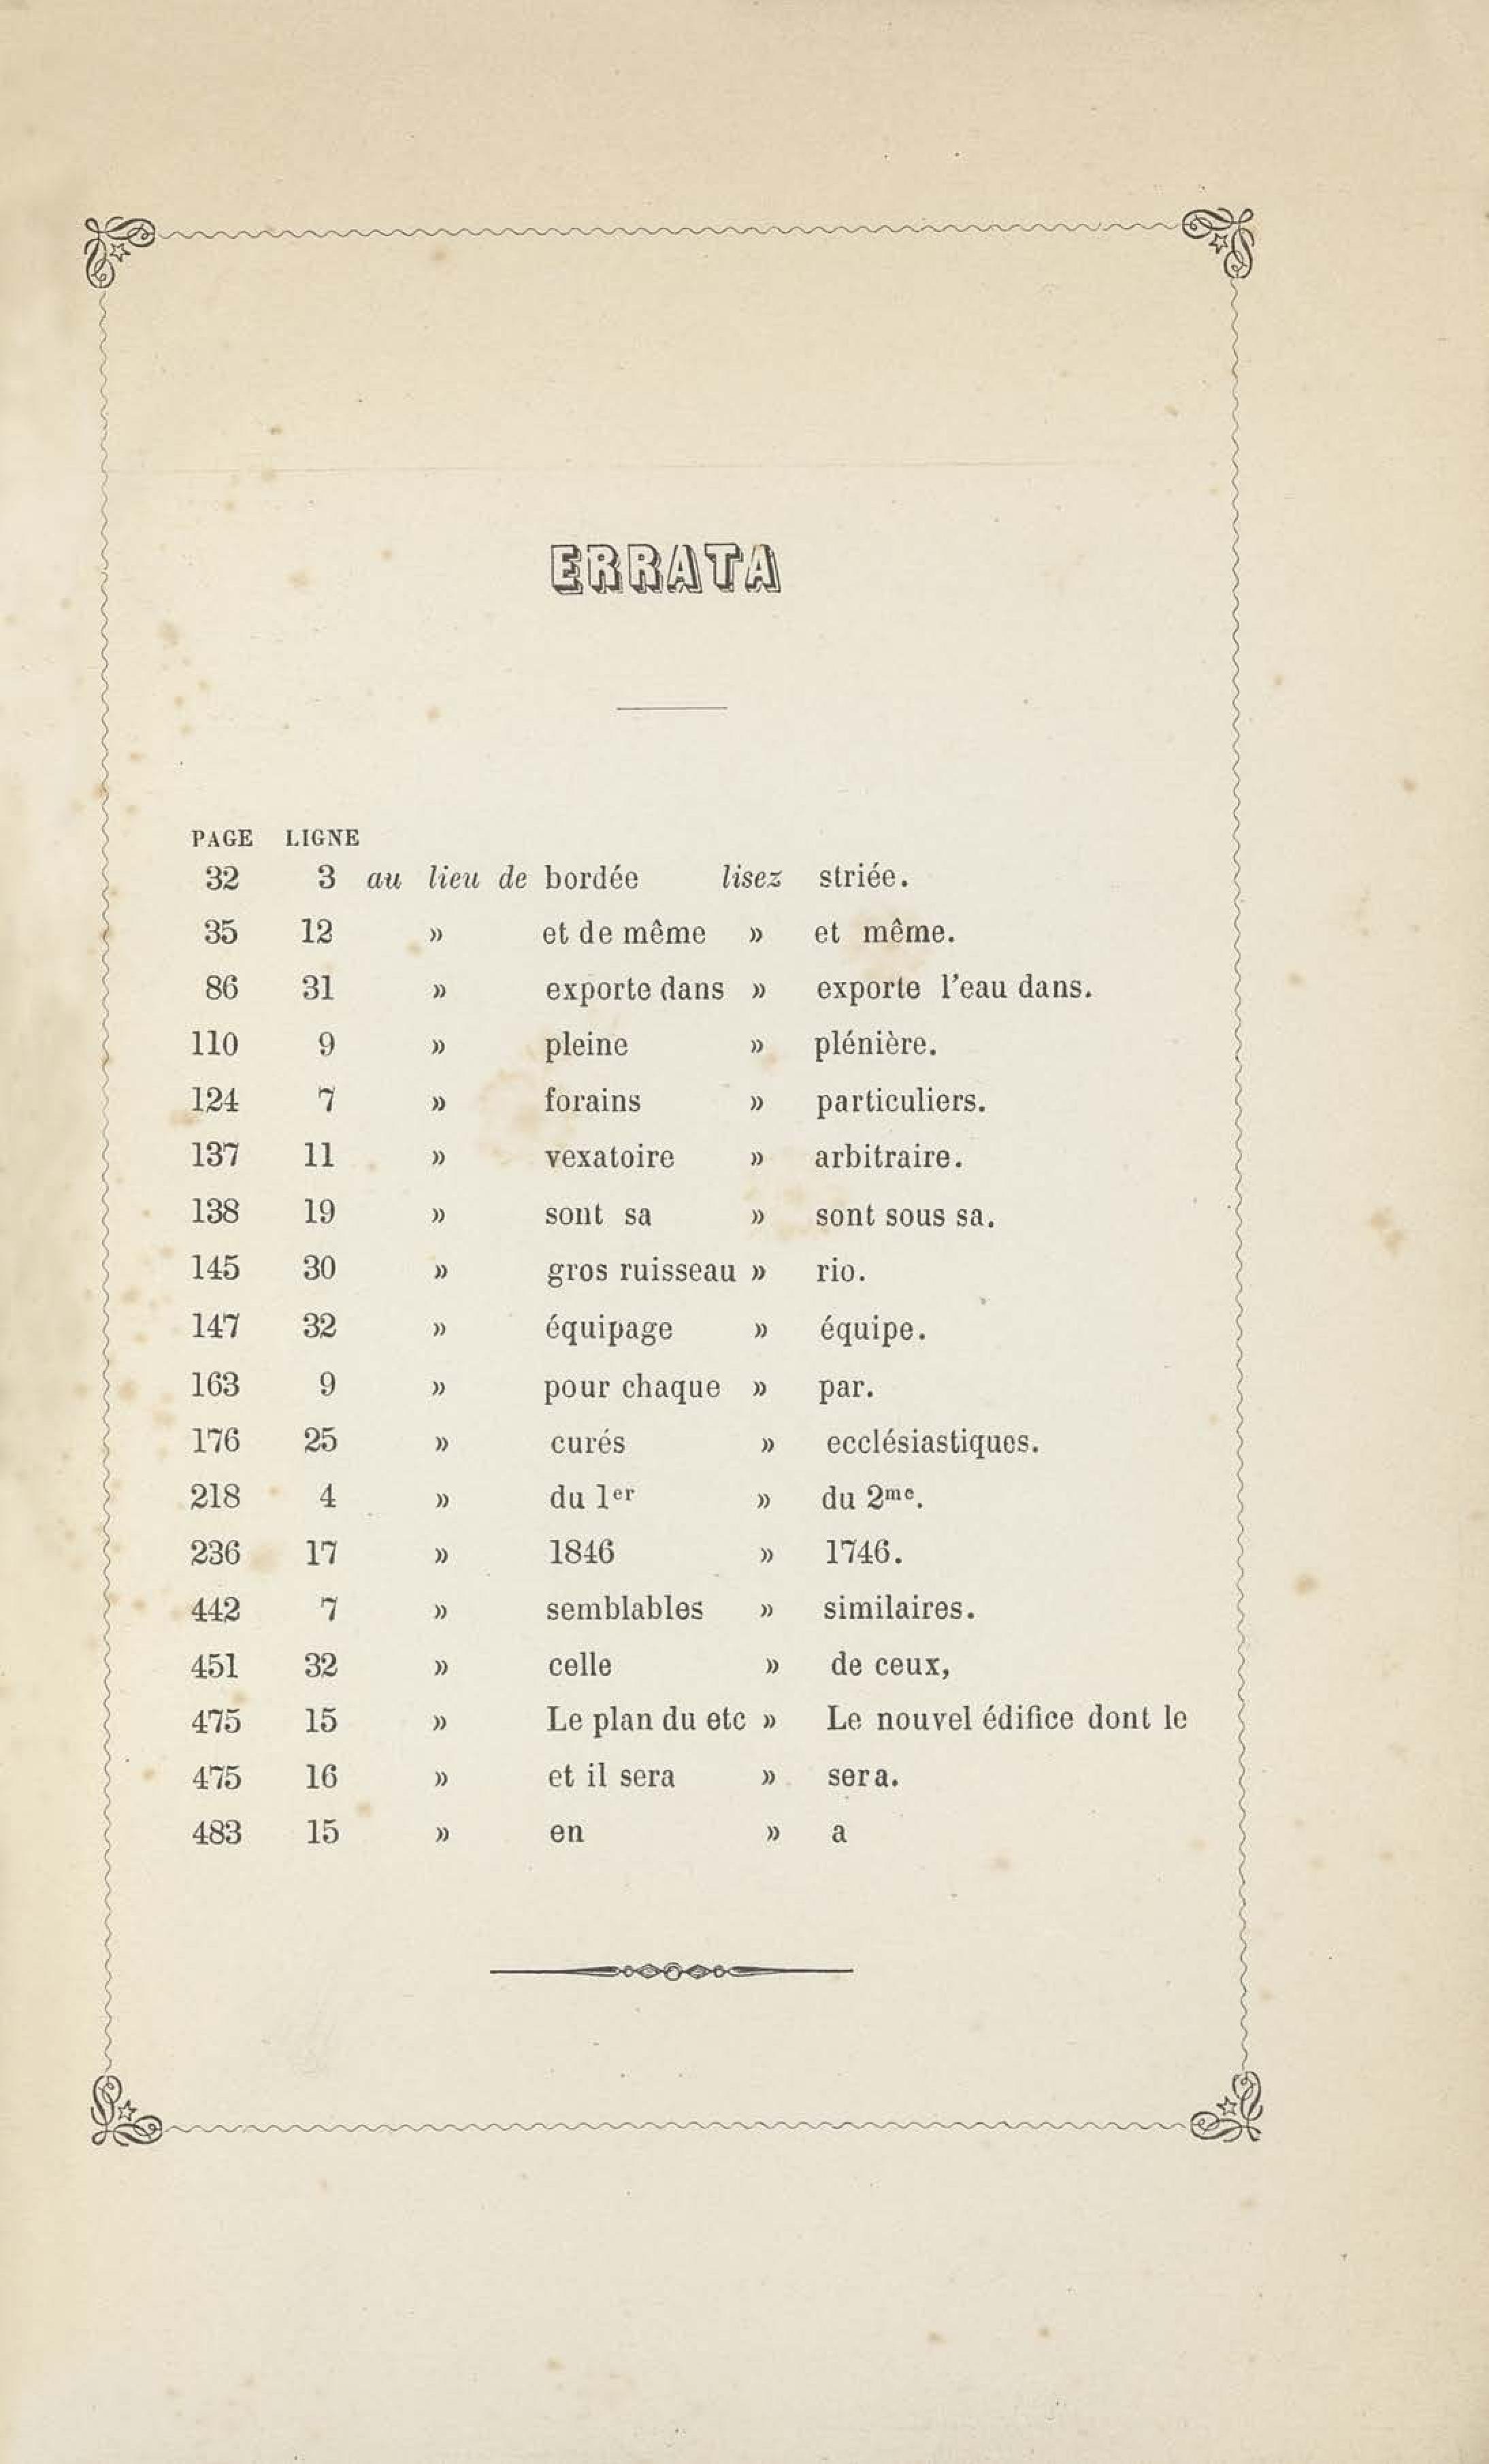 ERRATA
PAGE LIGNE
32 3 au lieu de bordée lisez striée.
35 12 » et de même » et même.
86 31 » exporte dans » exporte l'eau dans.
110 9 » pleine » plénière.
124 7 » forains » particuliers.
137 11 » vexatoire » arbitraire.
138 19 » sont sa » sont sous sa.
145 30 » gros ruisseau » rio.
147 32 » équipage » équipe.
163 9 » pour chaque » par.
176 25 » curés » ecclésiastiques.
218 4 » du 1er » du 2me.
236 17 » 1846 » 1746.
442 7 » semblables » similaires.
451 32 » celle » de ceux,
475 15 » Le plan du etc » Le nouvel édifice dont le
475 16 » et il sera » sera.
483 15 » en » a